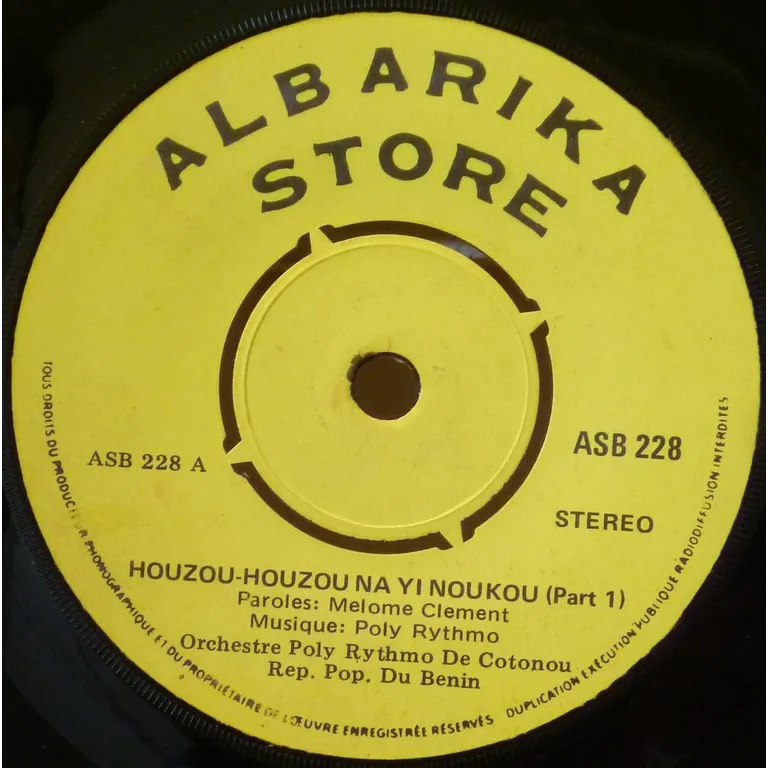 ALBARIKA
STORE
ASB 228 A
ASB 228
STEREO
HOUZOU-HOUZOU NA YI NOUKOU (Part 1)
Paroles: Melome Clement
Musique: Poly Rythmo
Orchestre Poly Rythmo De Cotonou
Rep. Pop. Du Benin
TOUS DROITS DU PRODUCTEUR PHONOGRAPHIQUE ET DU PROPRIÉTAIRE DE L'ŒUVRE ENREGISTRÉE RÉSERVÉS DUPLICATION EXÉCUTION PUBLIQUE RADIODIFFUSION INTERDITES